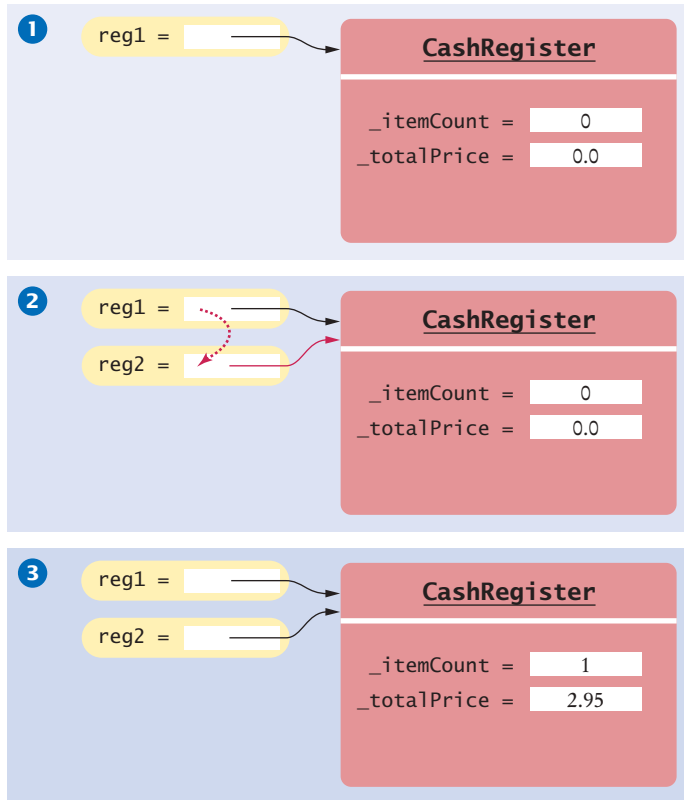 1
reg1 =
CashRegister
_itemCount = 0
_totalPrice = 0.0
2
reg1 =
reg2 =
CashRegister
_itemCount = 0
_totalPrice = 0.0
3
reg1 =
reg2 =
CashRegister
_itemCount = 1
_totalPrice = 2.95